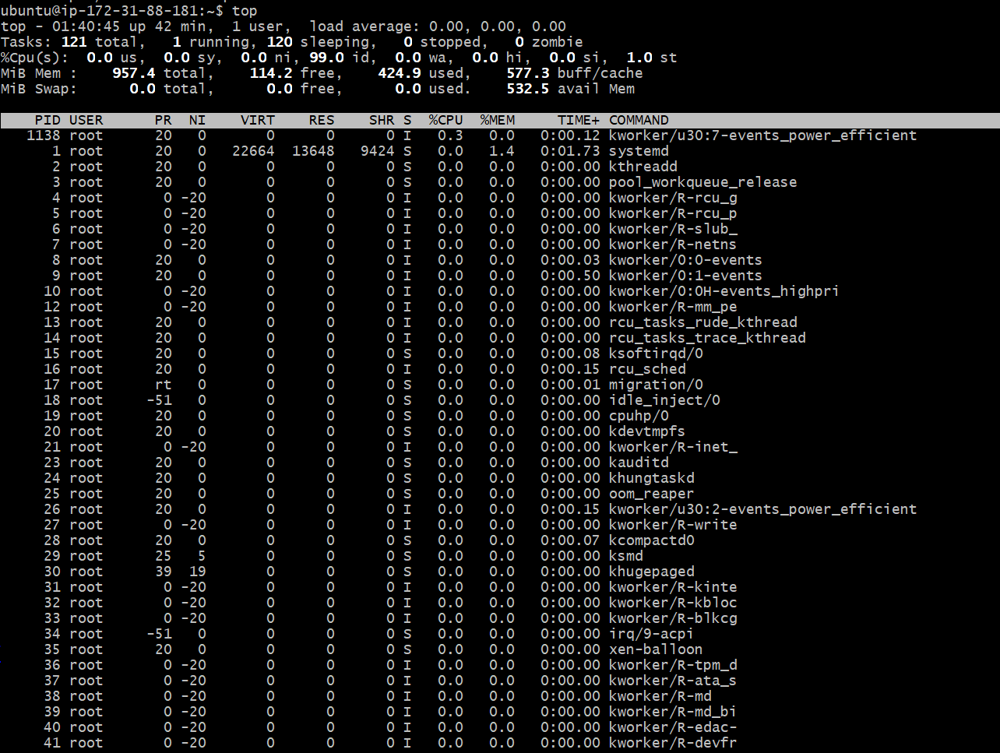 ubuntu@ip-172-31-88-181:~$ top
top - 01:40:45 up 42 min,  1 user,  load average: 0.00, 0.00, 0.00
Tasks: 121 total,   1 running, 120 sleeping,   0 stopped,   0 zombie
%Cpu(s):  0.0 us,  0.0 sy,  0.0 ni, 99.0 id,  0.0 wa,  0.0 hi,  0.0 si,  1.0 st
MiB Mem :    957.4 total,    114.2 free,    424.9 used,    577.3 buff/cache
MiB Swap:      0.0 total,      0.0 free,      0.0 used.    532.5 avail Mem
PID USER      PR  NI    VIRT    RES    SHR S  %CPU  %MEM     TIME+ COMMAND
1138 root      20   0       0      0      0 I   0.3   0.0   0:00.12 kworker/u30:7-events_power_efficient
1 root      20   0   22664  13648   9424 S   0.0   1.4   0:01.73 systemd
2 root      20   0       0      0      0 S   0.0   0.0   0:00.00 kthreadd
3 root      20   0       0      0      0 S   0.0   0.0   0:00.00 pool_workqueue_release
4 root       0 -20       0      0      0 I   0.0   0.0   0:00.00 kworker/R-rcu_g
5 root       0 -20       0      0      0 I   0.0   0.0   0:00.00 kworker/R-rcu_p
6 root       0 -20       0      0      0 I   0.0   0.0   0:00.00 kworker/R-slub_
7 root       0 -20       0      0      0 I   0.0   0.0   0:00.00 kworker/R-netns
8 root      20   0       0      0      0 I   0.0   0.0   0:00.03 kworker/0:0-events
9 root      20   0       0      0      0 I   0.0   0.0   0:00.50 kworker/0:1-events
10 root       0 -20       0      0      0 I   0.0   0.0   0:00.00 kworker/0:0H-events_highpri
12 root       0 -20       0      0      0 I   0.0   0.0   0:00.00 kworker/R-mm_pe
13 root      20   0       0      0      0 I   0.0   0.0   0:00.00 rcu_tasks_rude_kthread
14 root      20   0       0      0      0 I   0.0   0.0   0:00.00 rcu_tasks_trace_kthread
15 root      20   0       0      0      0 S   0.0   0.0   0:00.08 ksoftirqd/0
16 root      20   0       0      0      0 I   0.0   0.0   0:00.15 rcu_sched
17 root      rt   0       0      0      0 S   0.0   0.0   0:00.01 migration/0
18 root     -51   0       0      0      0 S   0.0   0.0   0:00.00 idle_inject/0
19 root      20   0       0      0      0 S   0.0   0.0   0:00.00 cpuhp/0
20 root      20   0       0      0      0 S   0.0   0.0   0:00.00 kdevtmpfs
21 root       0 -20       0      0      0 I   0.0   0.0   0:00.00 kworker/R-inet_
23 root      20   0       0      0      0 S   0.0   0.0   0:00.00 kauditd
24 root      20   0       0      0      0 S   0.0   0.0   0:00.00 khungtaskd
25 root      20   0       0      0      0 S   0.0   0.0   0:00.00 oom_reaper
26 root      20   0       0      0      0 I   0.0   0.0   0:00.15 kworker/u30:2-events_power_efficient
27 root       0 -20       0      0      0 I   0.0   0.0   0:00.00 kworker/R-write
28 root      20   0       0      0      0 S   0.0   0.0   0:00.07 kcompactd0
29 root      25   5       0      0      0 S   0.0   0.0   0:00.00 ksmd
30 root      39  19       0      0      0 S   0.0   0.0   0:00.00 khugepaged
31 root       0 -20       0      0      0 I   0.0   0.0   0:00.00 kworker/R-kinte
32 root       0 -20       0      0      0 I   0.0   0.0   0:00.00 kworker/R-kbloc
33 root       0 -20       0      0      0 I   0.0   0.0   0:00.00 kworker/R-blkcg
34 root     -51   0       0      0      0 S   0.0   0.0   0:00.00 irq/9-acpi
35 root      20   0       0      0      0 S   0.0   0.0   0:00.00 xen-balloon
36 root       0 -20       0      0      0 I   0.0   0.0   0:00.00 kworker/R-tpm_d
37 root       0 -20       0      0      0 I   0.0   0.0   0:00.00 kworker/R-ata_s
38 root       0 -20       0      0      0 I   0.0   0.0   0:00.00 kworker/R-md
39 root       0 -20       0      0      0 I   0.0   0.0   0:00.00 kworker/R-md_bi
40 root       0 -20       0      0      0 I   0.0   0.0   0:00.00 kworker/R-edac-
41 root       0 -20       0      0      0 I   0.0   0.0   0:00.00 kworker/R-devfr